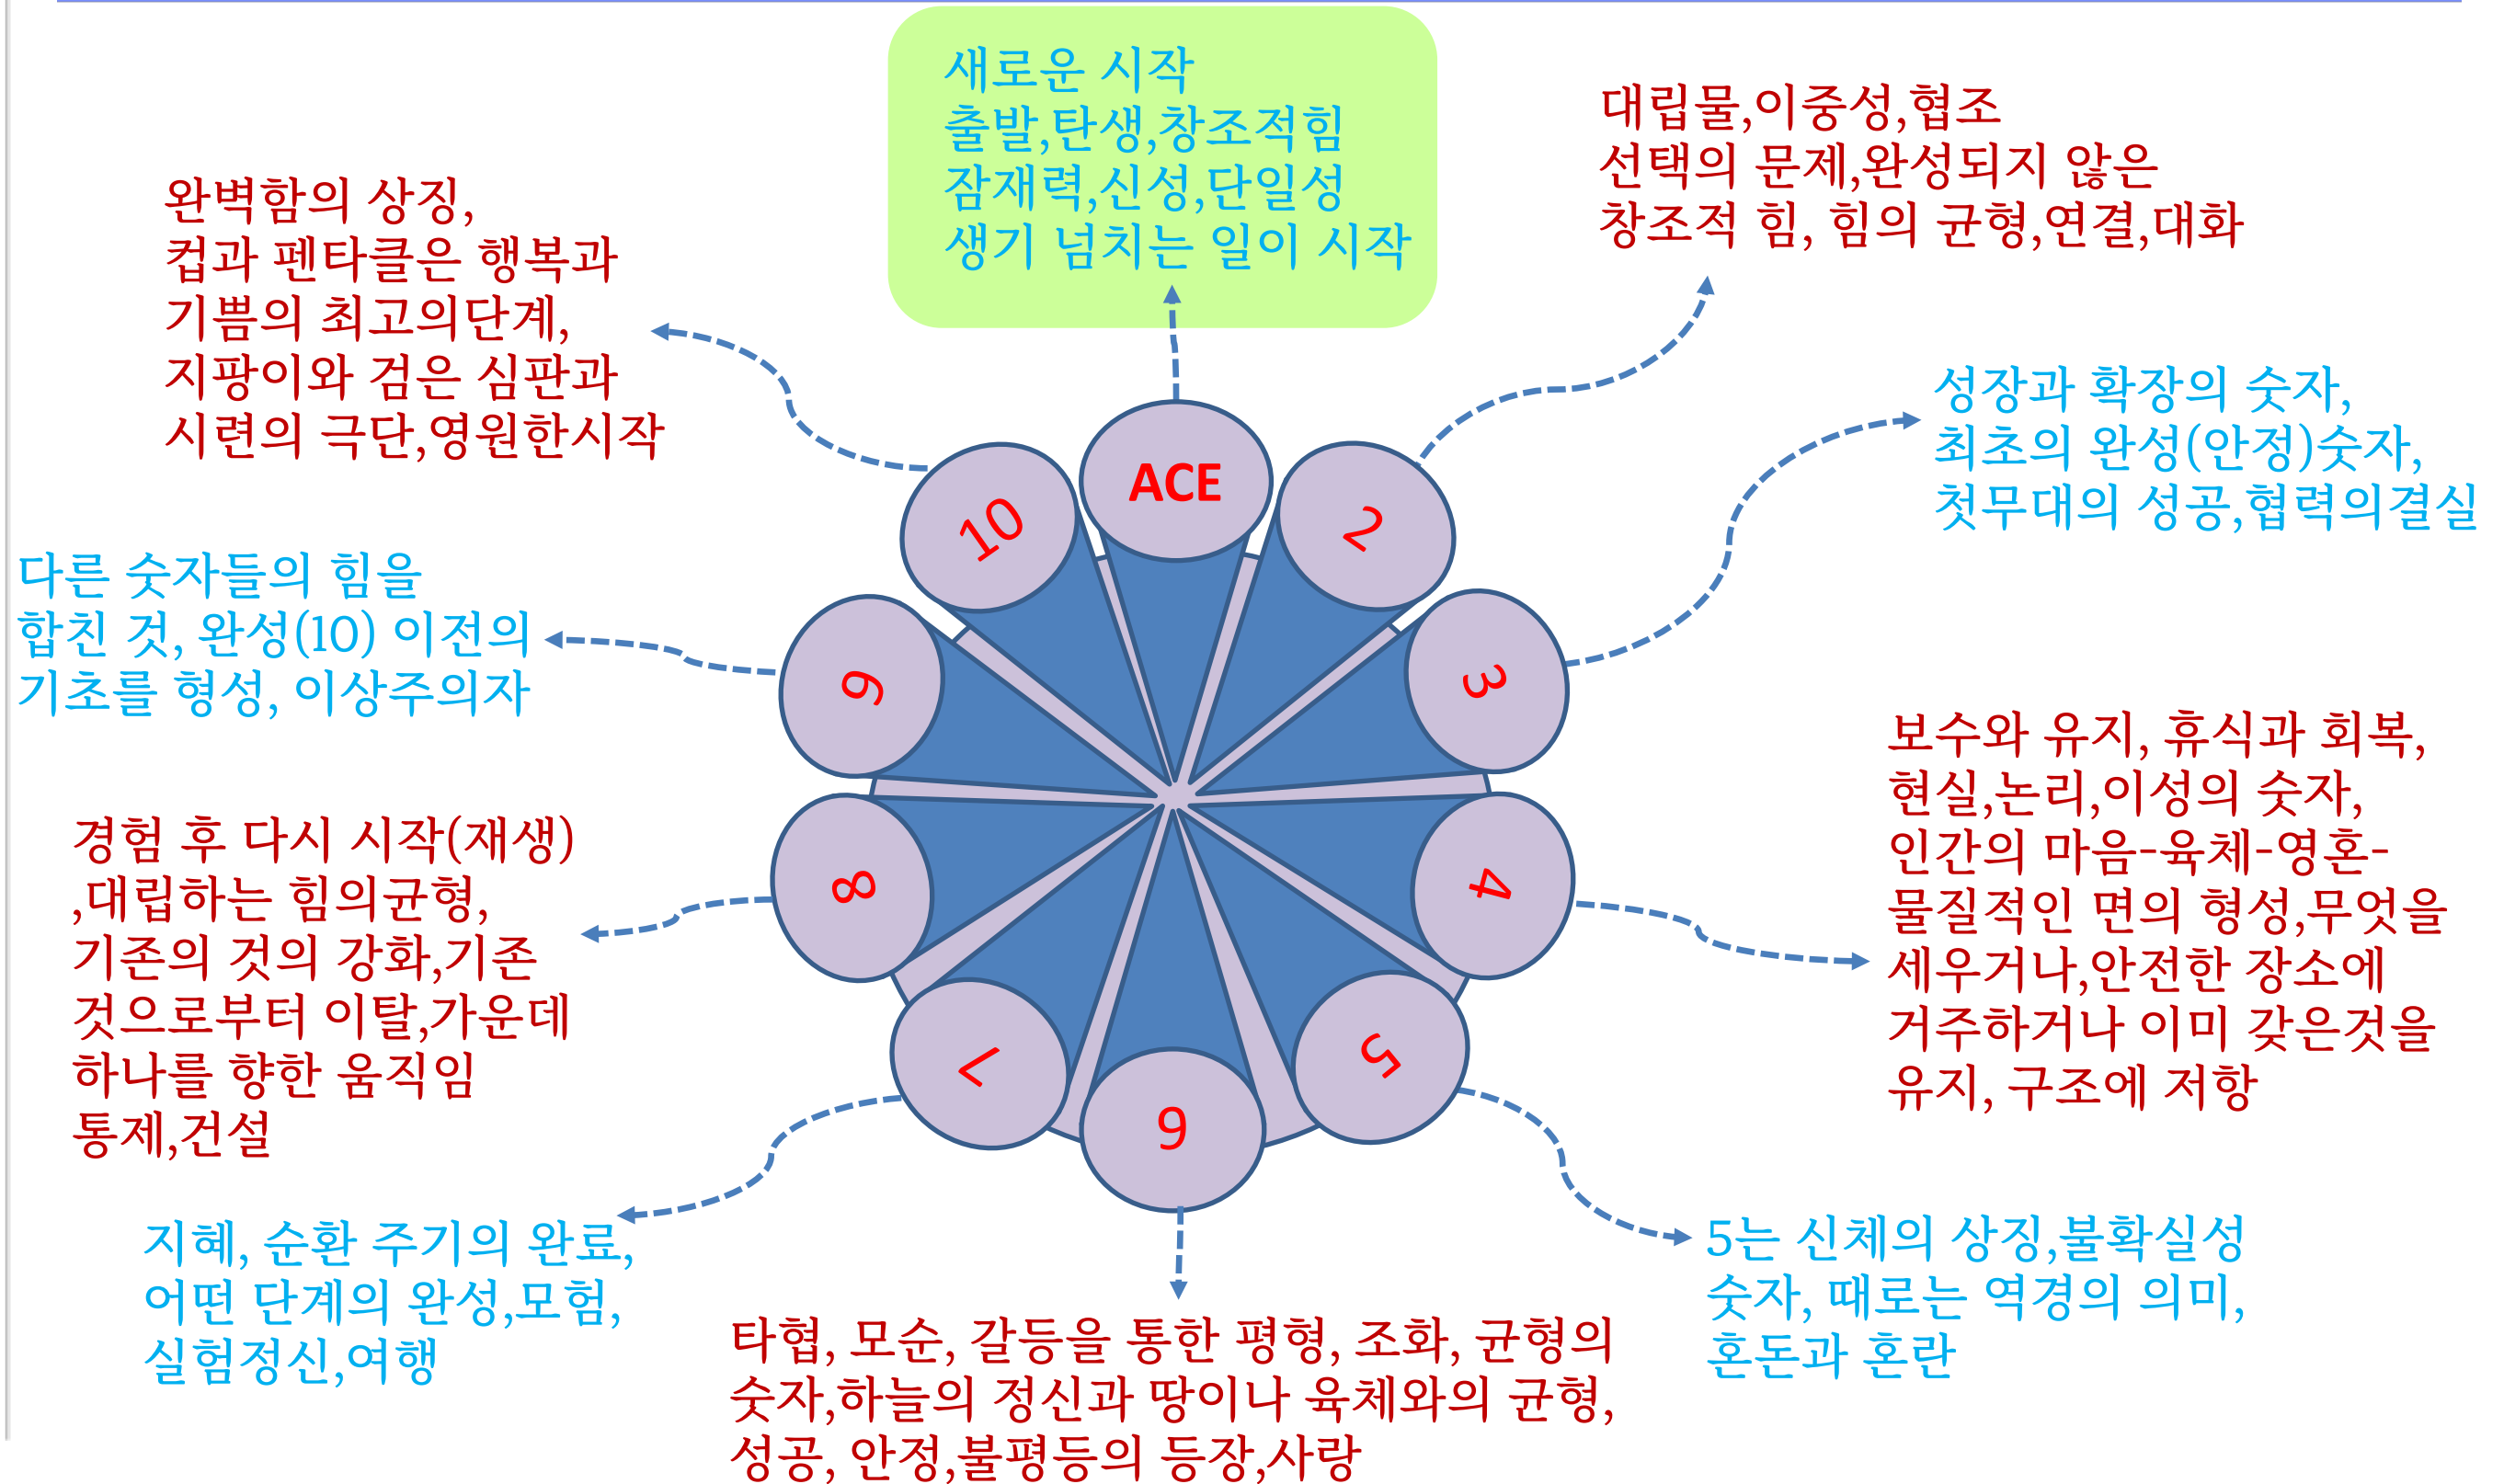 새로운 시작
출발,탄생,창조적힘
잠재력,신성,단일성
생기 넘치는 일이 시작
대립물,이중성,협조
선택의 문제,완성되지 않은
창조적 힘, 힘의 균형,연결,대화
성장과 확장의 숫자,
최초의 완성(안정)숫자,
첫무대의 성공,협력의결실
보수와 유지, 휴식과 회복,
현실,논리,이성의 숫자,
인간의 마음-육체-영혼-
물질적인 면의 형성,무엇을
세우거나,안전한 장소에
거주하거나 이미 갖은것을
유지, 구조에 저항
5는 신체의 상징,불확실성
숫자, 때로는 역경의 의미,
혼돈과 혼란
타협, 모순, 갈등을 통한 평형, 조화, 균형의
숫자,하늘의 정신과 땅이나 육체와의 균형,
성공, 안정,불평등의 등장,사랑
지혜, 순환 주기의 완료,
어떤 단계의 완성,모험,
실험정신,여행
경험 후 다시 시작(재생)
,대립하는 힘의균형,
기존의 것의 강화,기존
것으로부터 이탈,가운데
하나를 향한 움직임
통제,건설
다른 숫자들의 힘을
합친 것, 완성(10) 이전의
기초를 형성, 이상주의자
완벽함의 상징,
컵과 펜타클은 행복과
기쁨의 최고의단계,
지팡이와 검은 심판과
시련의 극단,영원한시작
ACE
2
3
4
5
6
7
8
9
10